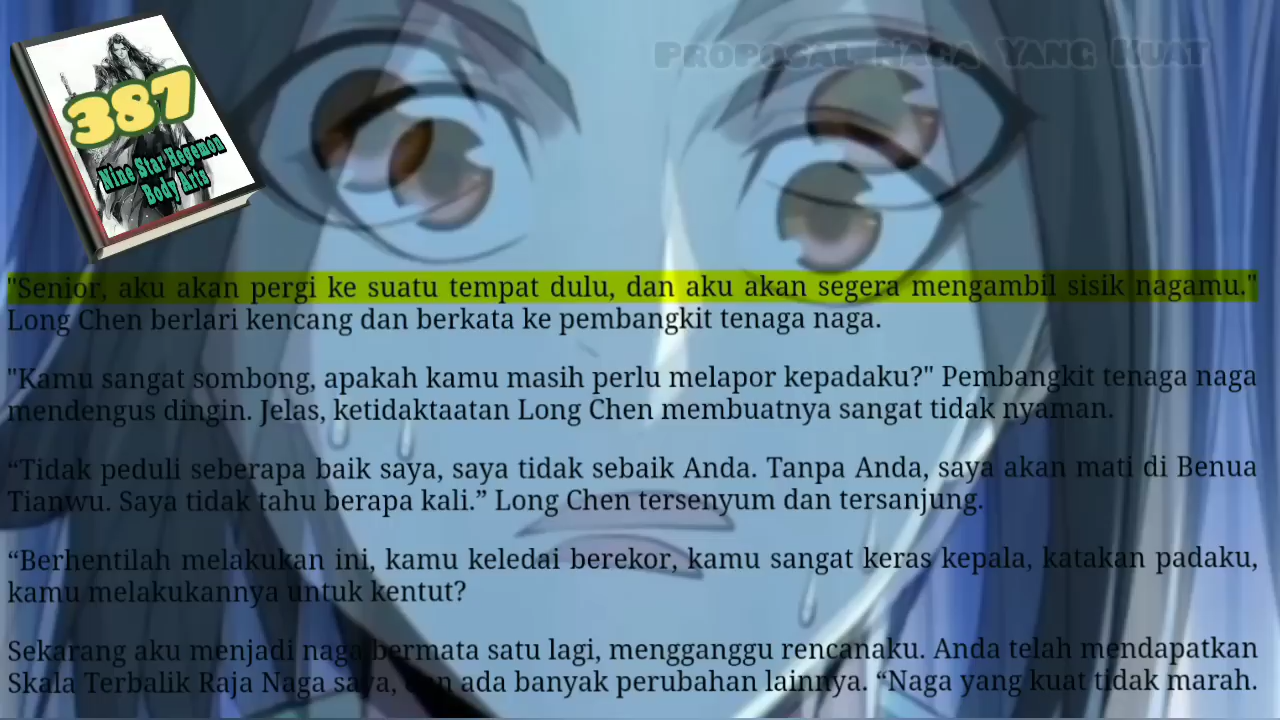 Proposal Naga Yang Kuat
387
Nine Star Hegemon
Body Arts
"Senior, aku akan pergi ke suatu tempat dulu, dan aku akan segera mengambil sisik nagamu."
Long Chen berlari kencang dan berkata ke pembangkit tenaga naga.
"Kamu sangat sombong, apakah kamu masih perlu melapor kepadaku?" Pembangkit tenaga naga
mendengus dingin. Jelas, ketidaktaatan Long Chen membuatnya sangat tidak nyaman.
“Tidak peduli seberapa baik saya, saya tidak sebaik Anda. Tanpa Anda, saya akan mati di Benua
Tianwu. Saya tidak tahu berapa kali.” Long Chen tersenyum dan tersanjung.
“Berhentilah melakukan ini, kamu keledai berekor, kamu sangat keras kepala, katakan padaku,
kamu melakukannya untuk kentut?
Sekarang aku menjadi naga bermata satu lagi, mengganggu rencanaku. Anda telah mendapatkan
Skala Terbalik Raja Naga saya, dan ada banyak perubahan lainnya. “Naga yang kuat tidak marah.